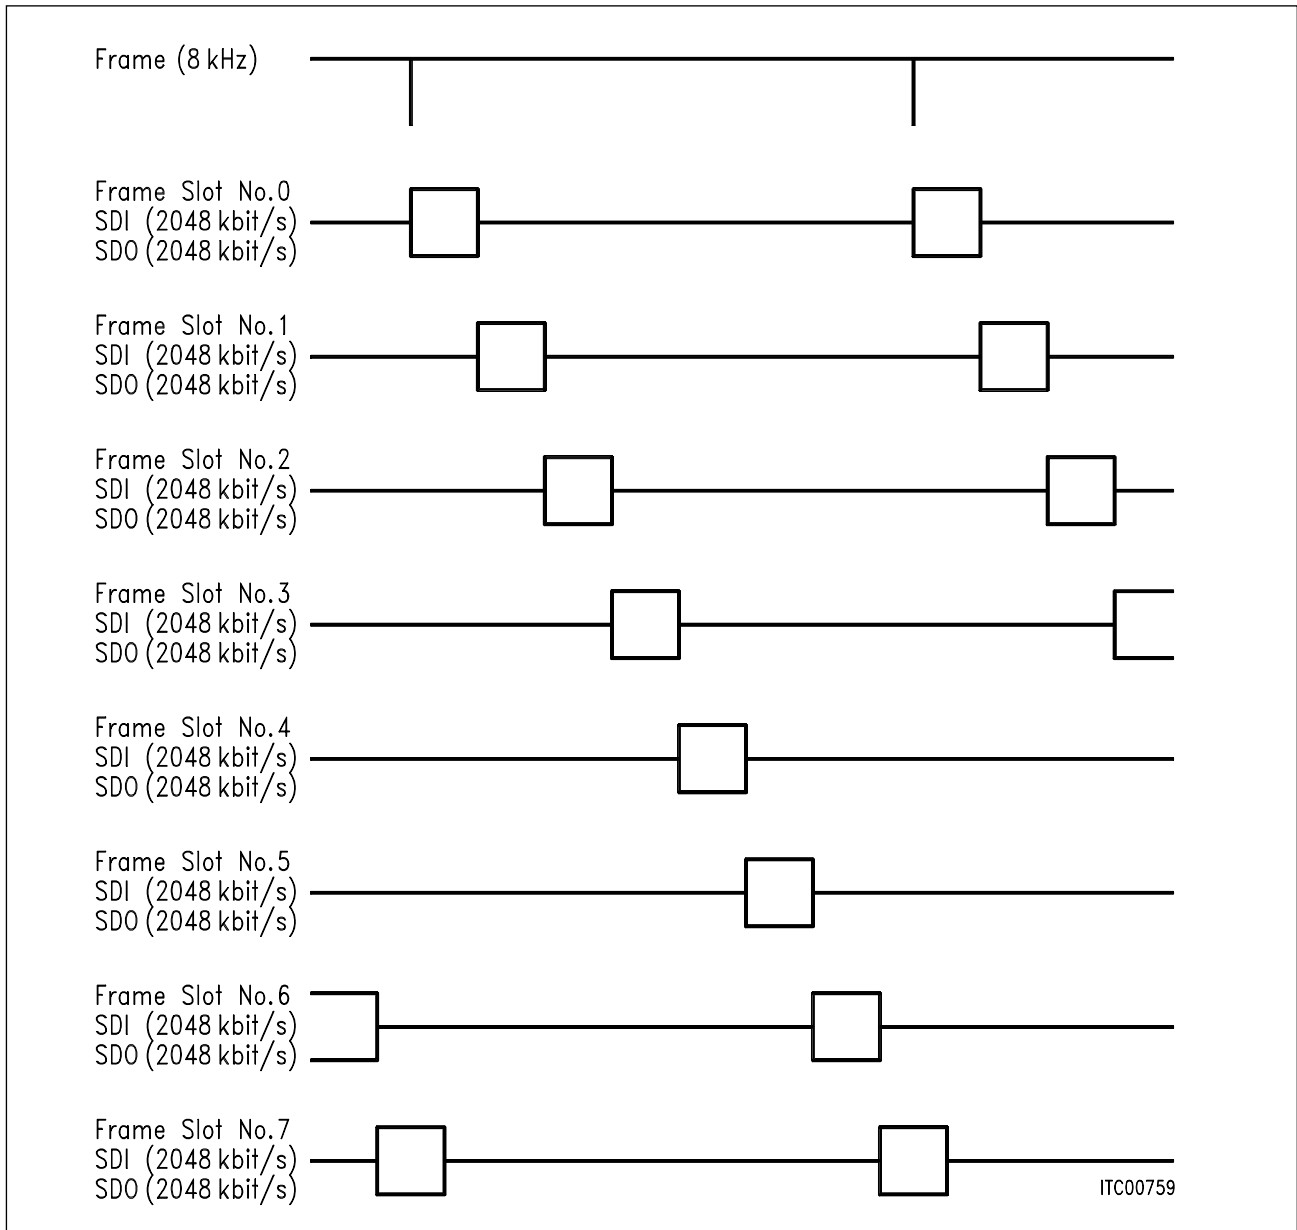 Frame (8 kHz)
Frame Slot No.0
SDI (2048 kbit/s)
SDO (2048 kbit/s)
Frame Slot No.1
SDI (2048 kbit/s)
SDO (2048 kbit/s)
Frame Slot No.2
SDI (2048 kbit/s)
SDO (2048 kbit/s)
Frame Slot No.3
SDI (2048 kbit/s)
SDO (2048 kbit/s)
Frame Slot No.4
SDI (2048 kbit/s)
SDO (2048 kbit/s)
Frame Slot No.5
SDI (2048 kbit/s)
SDO (2048 kbit/s)
Frame Slot No.6
SDI (2048 kbit/s)
SDO (2048 kbit/s)
Frame Slot No.7
SDI (2048 kbit/s)
SDO (2048 kbit/s)
ITC00759